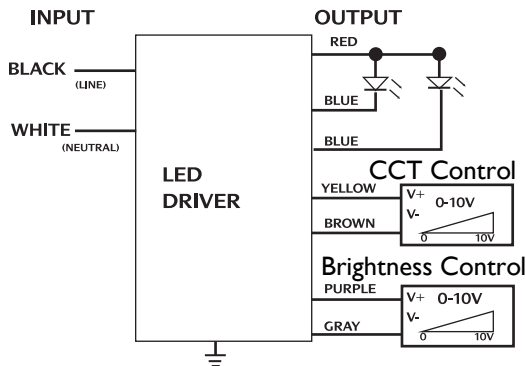 INPUT
OUTPUT
RED
BLACK
(LINE)
BLUE
WHITE
(NEUTRAL)
BLUE
LED
DRIVER
CCT Control
YELLOW
V+ 0-10V
V-
BROWN
0 10V
Brightness Control
PURPLE
V+ 0-10V
V-
GRAY
0 10V